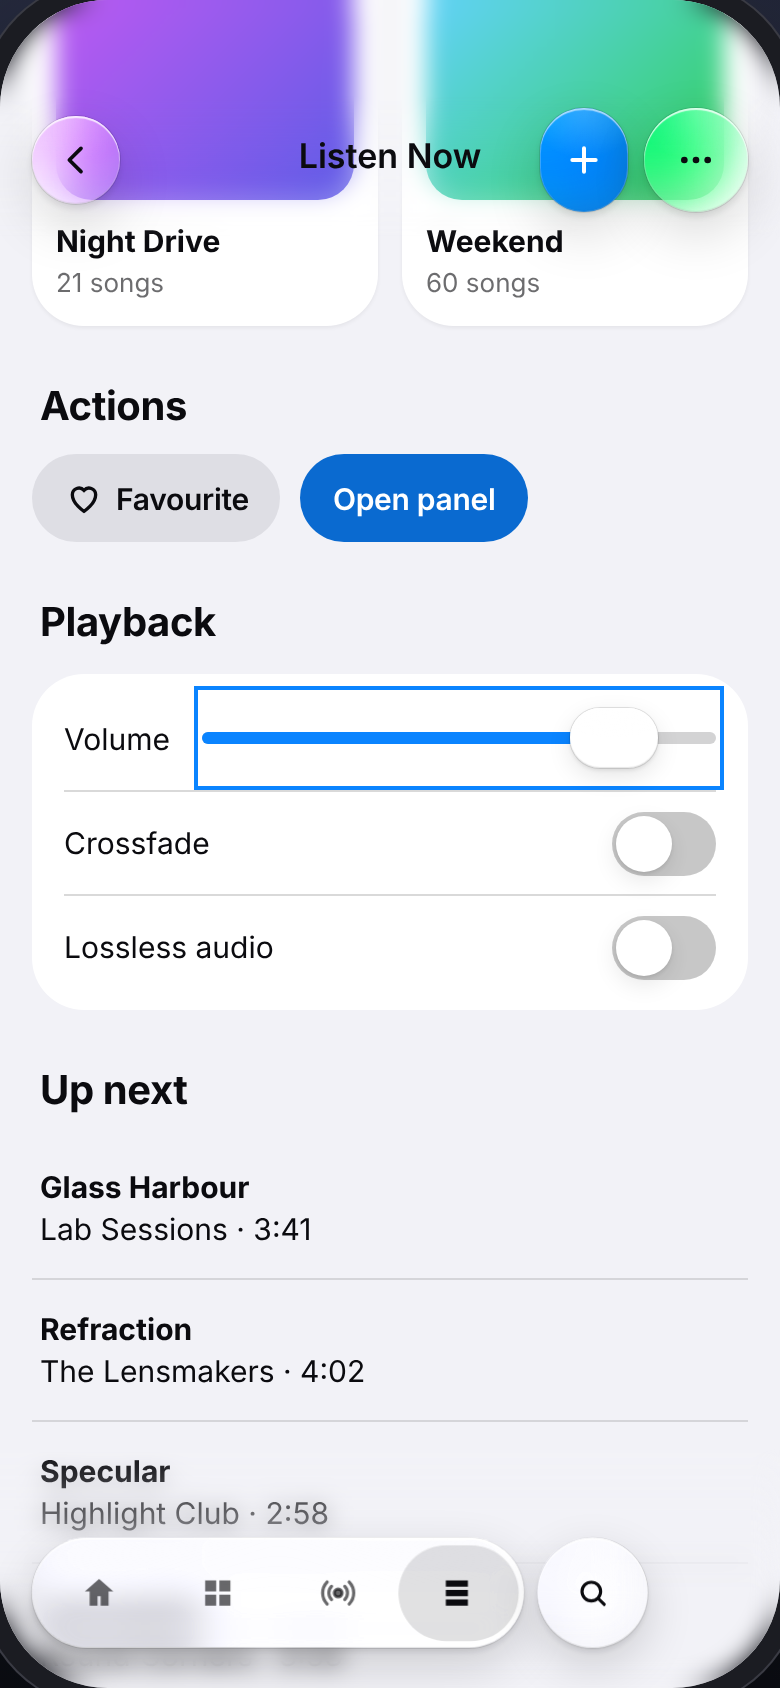 Listen Now
Night Drive
21 songs
Weekend
60 songs
Actions
Favourite
Open panel
Playback
Volume
Crossfade
Lossless audio
Up next
Glass Harbour
Lab Sessions · 3:41
Refraction
The Lensmakers · 4:02
Specular
Highlight Club · 2:58